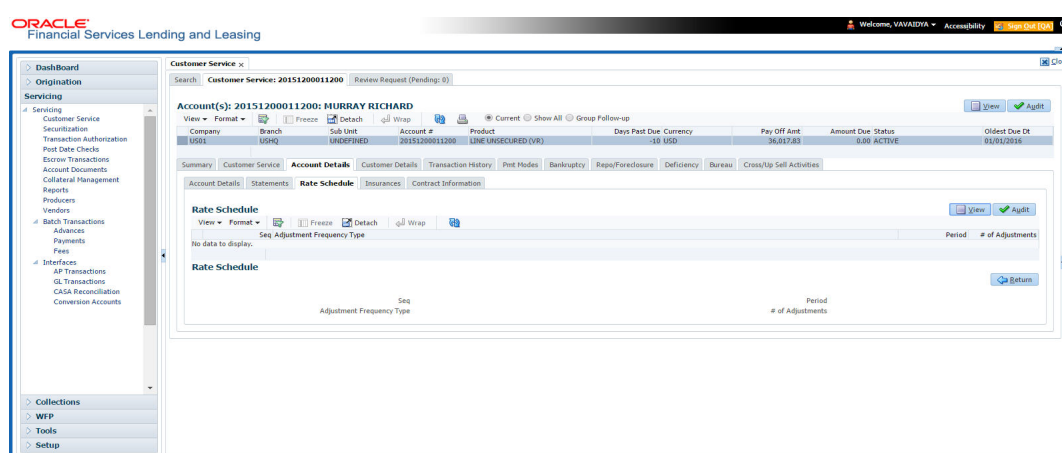 ORACLE
Financial Services Lending and Leasing
Welcome, VAVAIDYA Accessibility Sign Out (QA
DashBoard
Origination
Servicing
Servicing
Customer Service
Securitization
Transaction Authorization
Post Date Checks
Escrow Transactions
Account Documents
Collateral Management
Reports
Producers
Vendors
Batch Transactions
Advances
Payments
Fees
Interfaces
AP Transactions
GL Transactions
CASA Reconciliation
Conversion Accounts
Collections
WFP
Tools
Setup
Customer Service x
Clo
Search Customer Service: 20151200011200 Review Request (Pending: 0)
Account(s): 20151200011200: MURRAY RICHARD
View Audit
View Format Freeze Detach Wrap Current Show All Group Follow-up
Company Branch Sub Unit Account # Product Days Past Due Currency Pay Off Amt Amount Due Status Oldest Due Dt
US01 USHQ UNDEFINED 20151200011200 LINE UNSECURED (VR) -10 USD 36,017.83 0.00 ACTIVE 01/01/2016
Summary Customer Service Account Details Customer Details Transaction History Pmt Modes Bankruptcy Repo/Foreclosure Deficiency Bureau Cross/Up Sell Activities
Account Details Statements Rate Schedule Insurances Contract Information
Rate Schedule
View Audit
View Format Freeze Detach Wrap
Seq Adjustment Frequency Type Period # of Adjustments
No data to display.
Rate Schedule
Return
Seq Period
Adjustment Frequency Type # of Adjustments